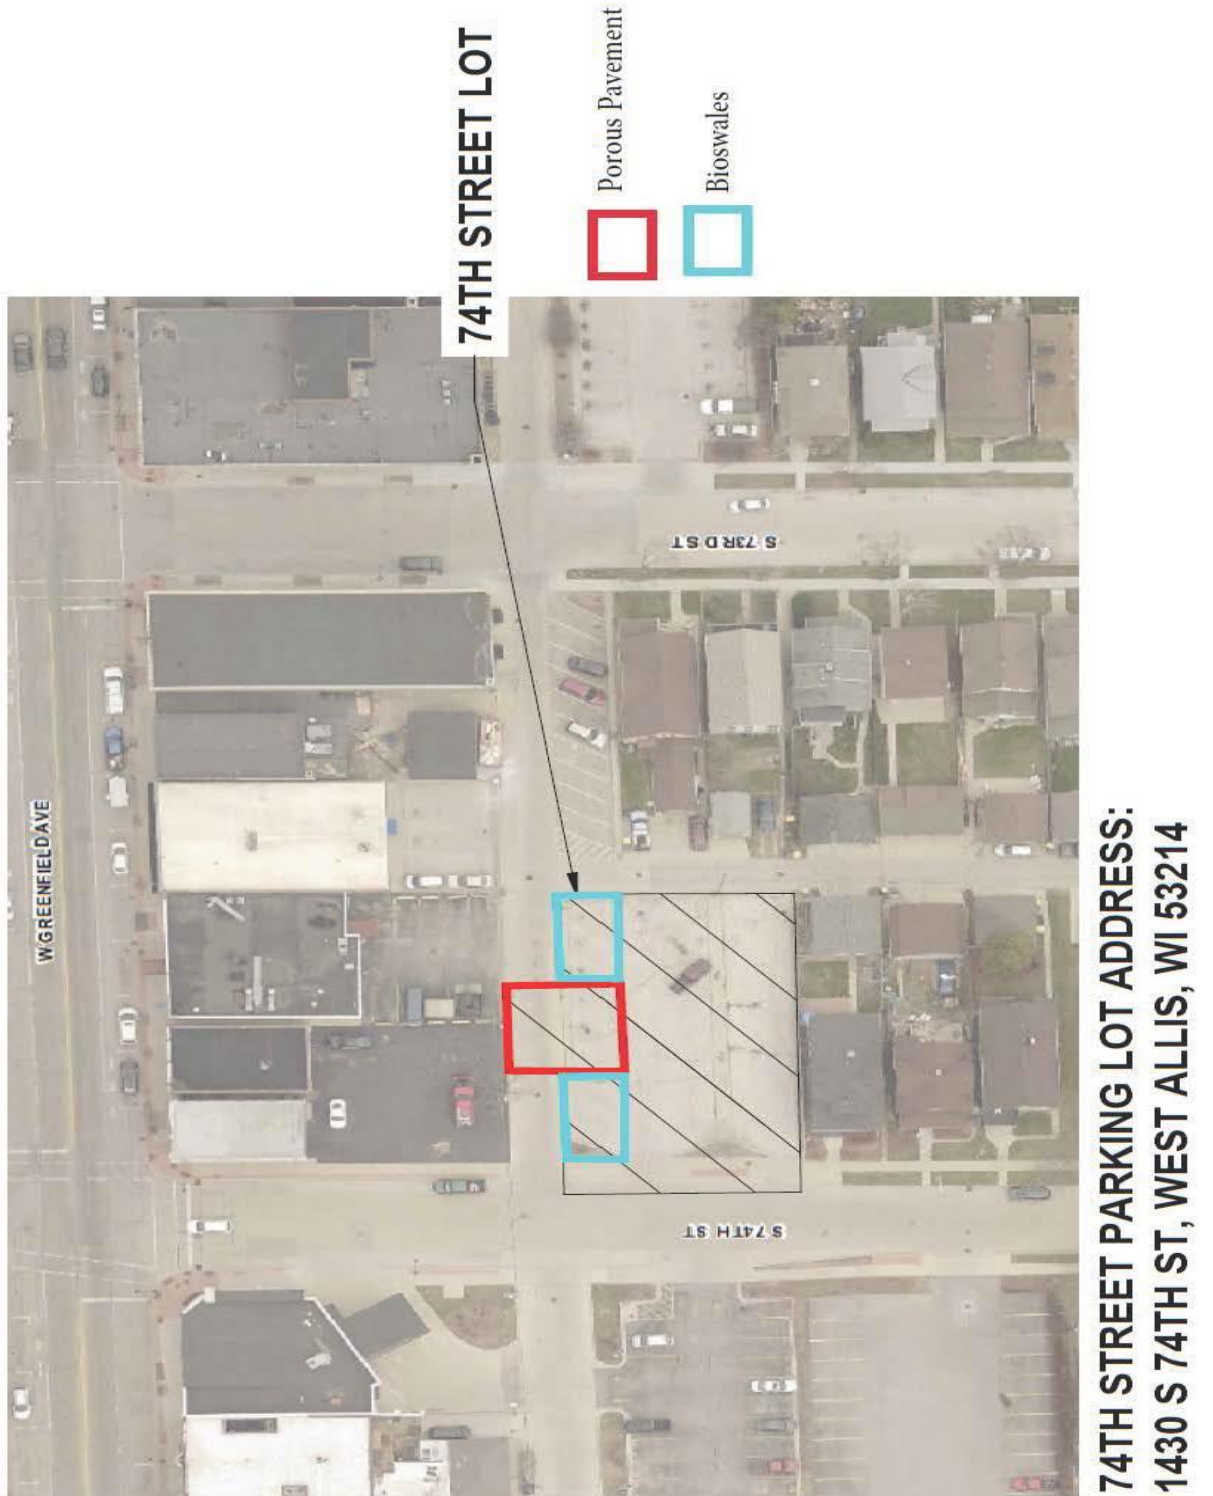 W GREENFIELD AVE
74TH STREET LOT
Porous Pavement
Bioswales
S 73RD ST
S 74TH ST
74TH STREET PARKING LOT ADDRESS:
1430 S 74TH ST, WEST ALLIS, WI 53214